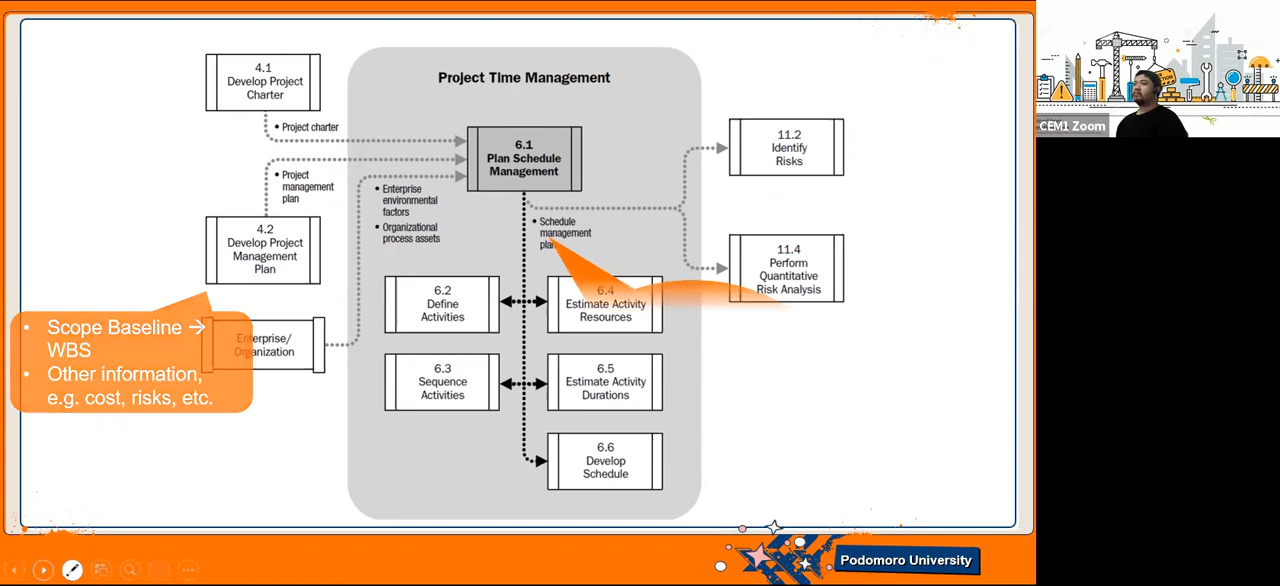 Project Time Management
4.1
Develop Project
Charter
• Project charter
6.1
Plan Schedule
Management
11.2
Identify
Risks
• Project
management
plan
• Enterprise
environmental
factors
• Organizational
process assets
• Schedule
management
plan
4.2
Develop Project
Management
Plan
11.4
Perform
Quantitative
Risk Analysis
6.2
Define
Activities
6.4
Estimate Activity
Resources
• Scope Baseline →
WBS
• Other information,
e.g. cost, risks, etc.
Enterprise/
Organization
6.3
Sequence
Activities
6.5
Estimate Activity
Durations
6.6
Develop
Schedule
Podomoro University
CEM1 Zoom